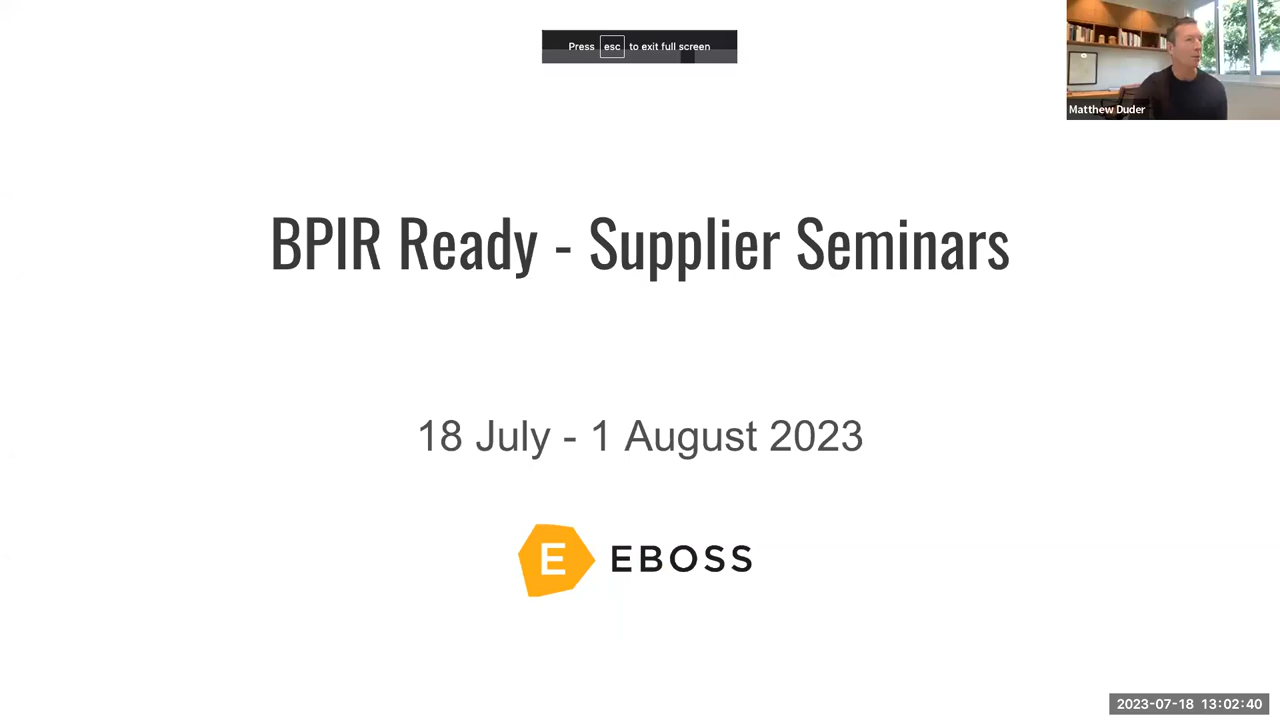 Press esc to exit full screen
Matthew Duder
BPIR Ready - Supplier Seminars
18 July - 1 August 2023
E EBOSS
2023-07-18 13:02:40